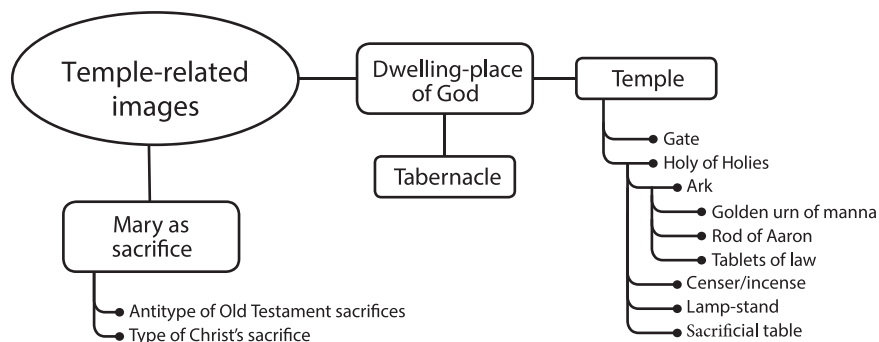 Temple-related
images
Dwelling-place
of God
Temple
Gate
Holy of Holies
Ark
Golden urn of manna
Rod of Aaron
Tablets of law
Censer/incense
Lamp-stand
Sacrificial table
Tabernacle
Mary as
sacrifice
Antitype of Old Testament sacrifices
Type of Christ's sacrifice